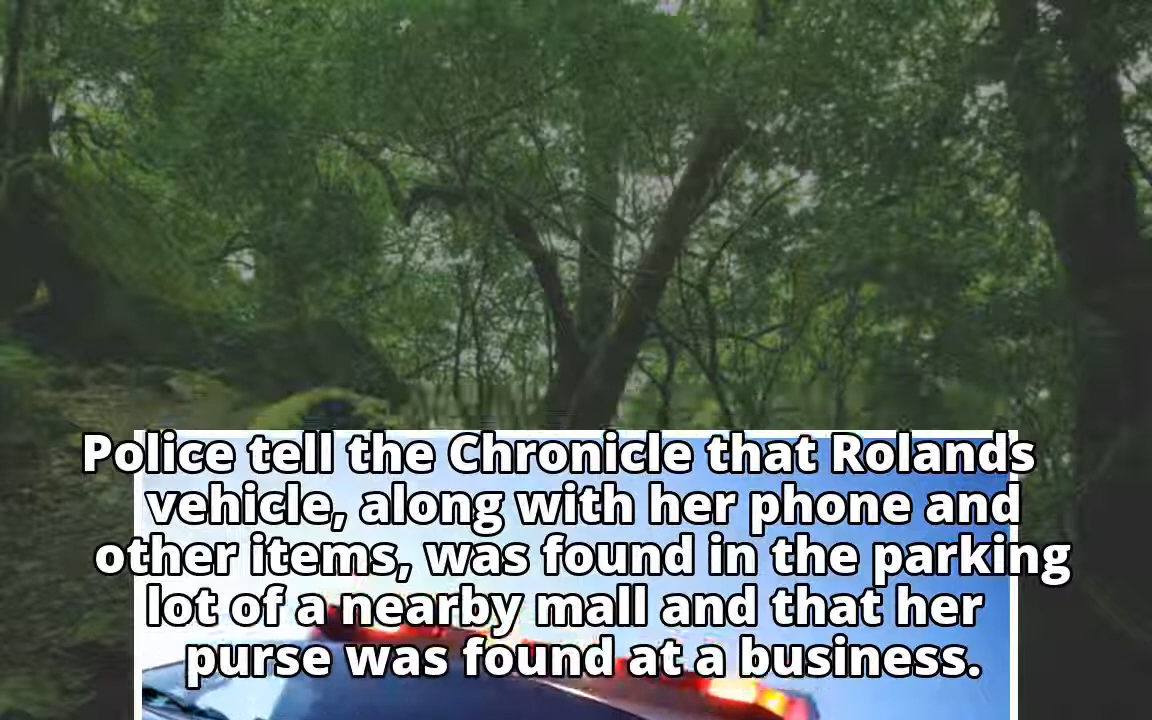 Police tell the Chronicle that Rolands
vehicle, along with her phone and
other items, was found in the parking
lot of a nearby mall and that her
purse was found at a business.